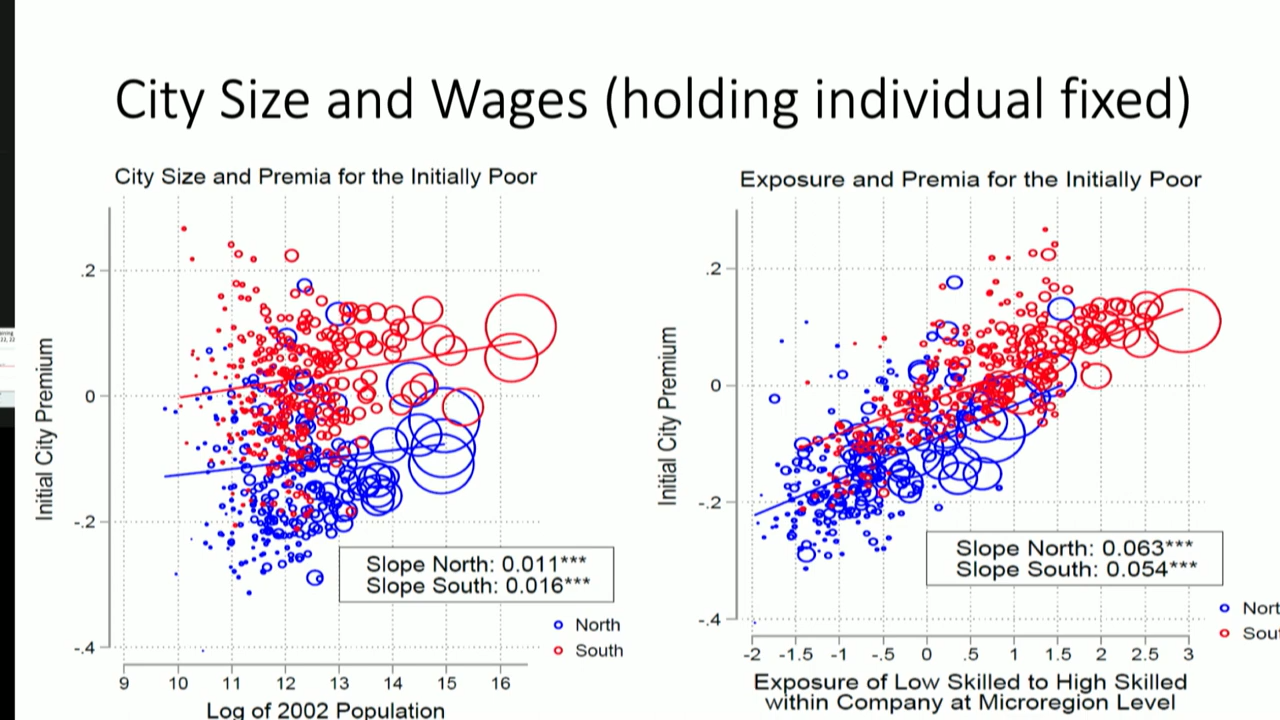 City Size and Wages (holding individual fixed)
City Size and Premia for the Initially Poor
Initial City Premium
.2
0
-.2
-.4
9 10 11 12 13 14 15 16
Log of 2002 Population
Slope North: 0.011***
Slope South: 0.016***
North
South
Exposure and Premia for the Initially Poor
Initial City Premium
.2
0
-.2
-.4
-2 -1.5 -1 -.5 0 .5 1 1.5 2 2.5 3
Exposure of Low Skilled to High Skilled
within Company at Microregion Level
Slope North: 0.063***
Slope South: 0.054***
Nort
Sout